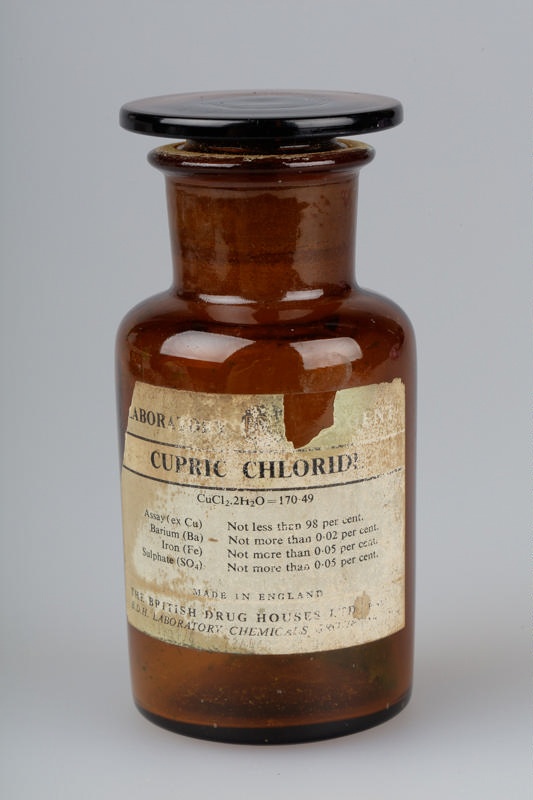 LABORATORY
CUPRIC CHLORIDE
CuCl₂.2H₂O = 170·49
Assay (ex Cu) Not less than 98 per cent.
Barium (Ba) Not more than 0·02 per cent.
Iron (Fe) Not more than 0·05 per cent.
Sulphate (SO₄) Not more than 0·05 per cent.
MADE IN ENGLAND
THE BRITISH DRUG HOUSES LTD.
B.D.H. LABORATORY CHEMICALS